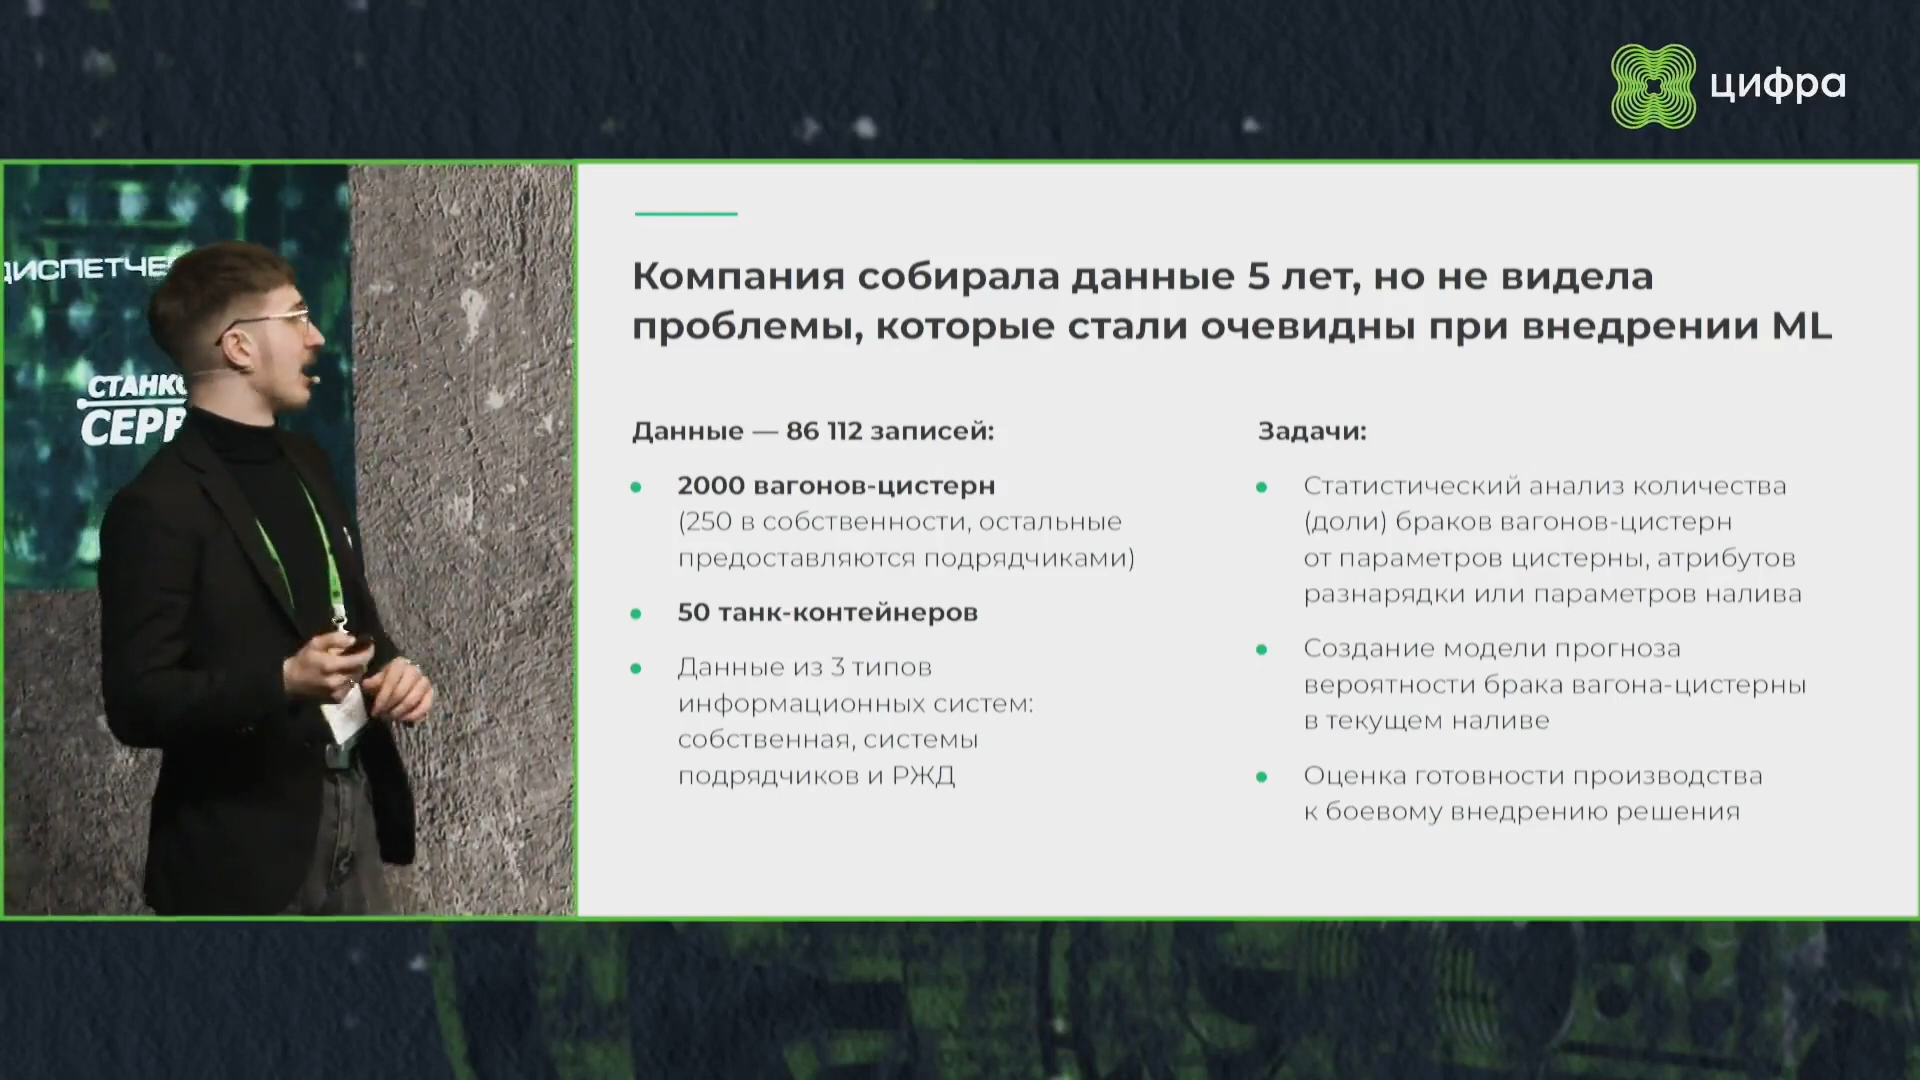 цифра
СЕРВ
Компания собирала данные 5 лет, но не видела
проблемы, которые стали очевидны при внедрении ML
Данные — 86 112 записей:
2000 вагонов-цистерн
(250 в собственности, остальные
предоставляются подрядчиками)
50 танк-контейнеров
Данные из 3 типов
информационных систем:
собственная, системы
подрядчиков и РЖД
Задачи:
Статистический анализ количества
(доли) браков вагонов-цистерн
от параметров цистерны, атрибутов
разнарядки или параметров налива
Создание модели прогноза
вероятности брака вагона-цистерны
в текущем наливе
Оценка готовности производства
к боевому внедрению решения